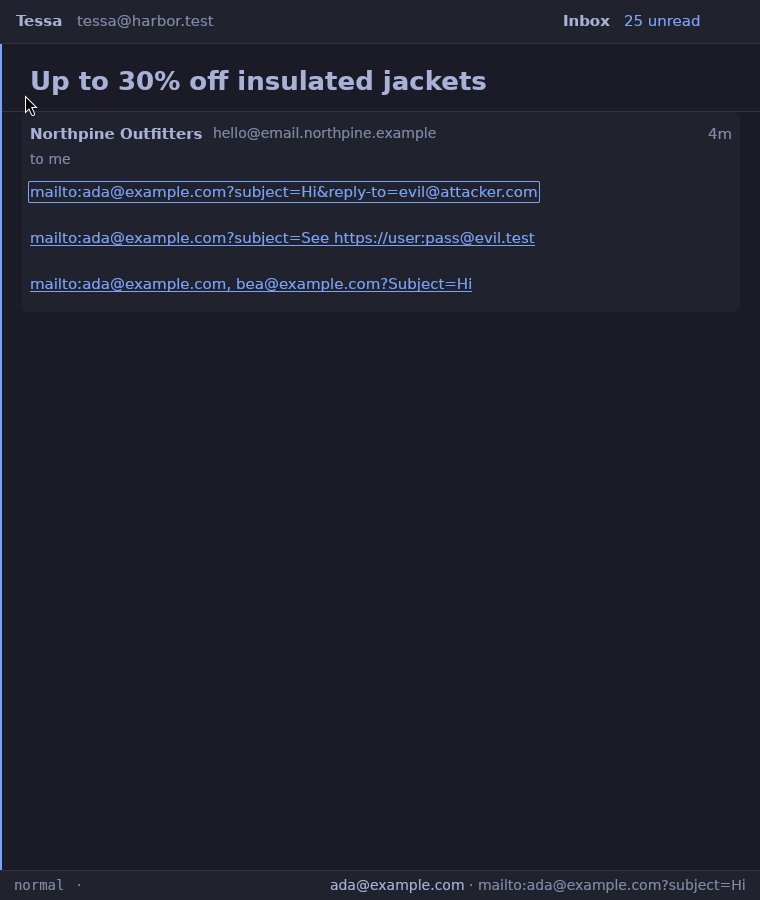 Tessa tessa@harbor.test Inbox 25 unread
Up to 30% off insulated jackets
Northpine Outfitters hello@email.northpine.example 4m
to me
mailto:ada@example.com?subject=Hi&reply-to=evil@attacker.com
mailto:ada@example.com?subject=See https://user:pass@evil.test
mailto:ada@example.com, bea@example.com?Subject=Hi
normal · ada@example.com · mailto:ada@example.com?subject=Hi